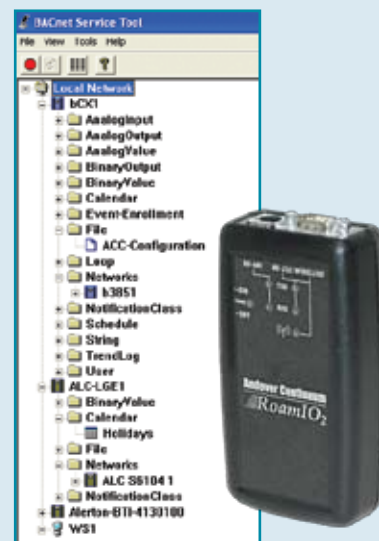 BACnet Service Tool
File View Tools Help
Local Network
bCX1
AnalogInput
AnalogOutput
AnalogValue
BinaryOutput
BinaryValue
Calendar
Event-Enrollment
File
ACC-Configuration
Loop
Networks
b3851
NotificationClass
Schedule
String
TrendLog
User
ALC-LGE1
BinaryValue
Calendar
Holidays
File
Networks
ALC S6104 1
NotificationClass
Alerton-BTI-4130100
WS1
Andover Continuum
RoamIO2